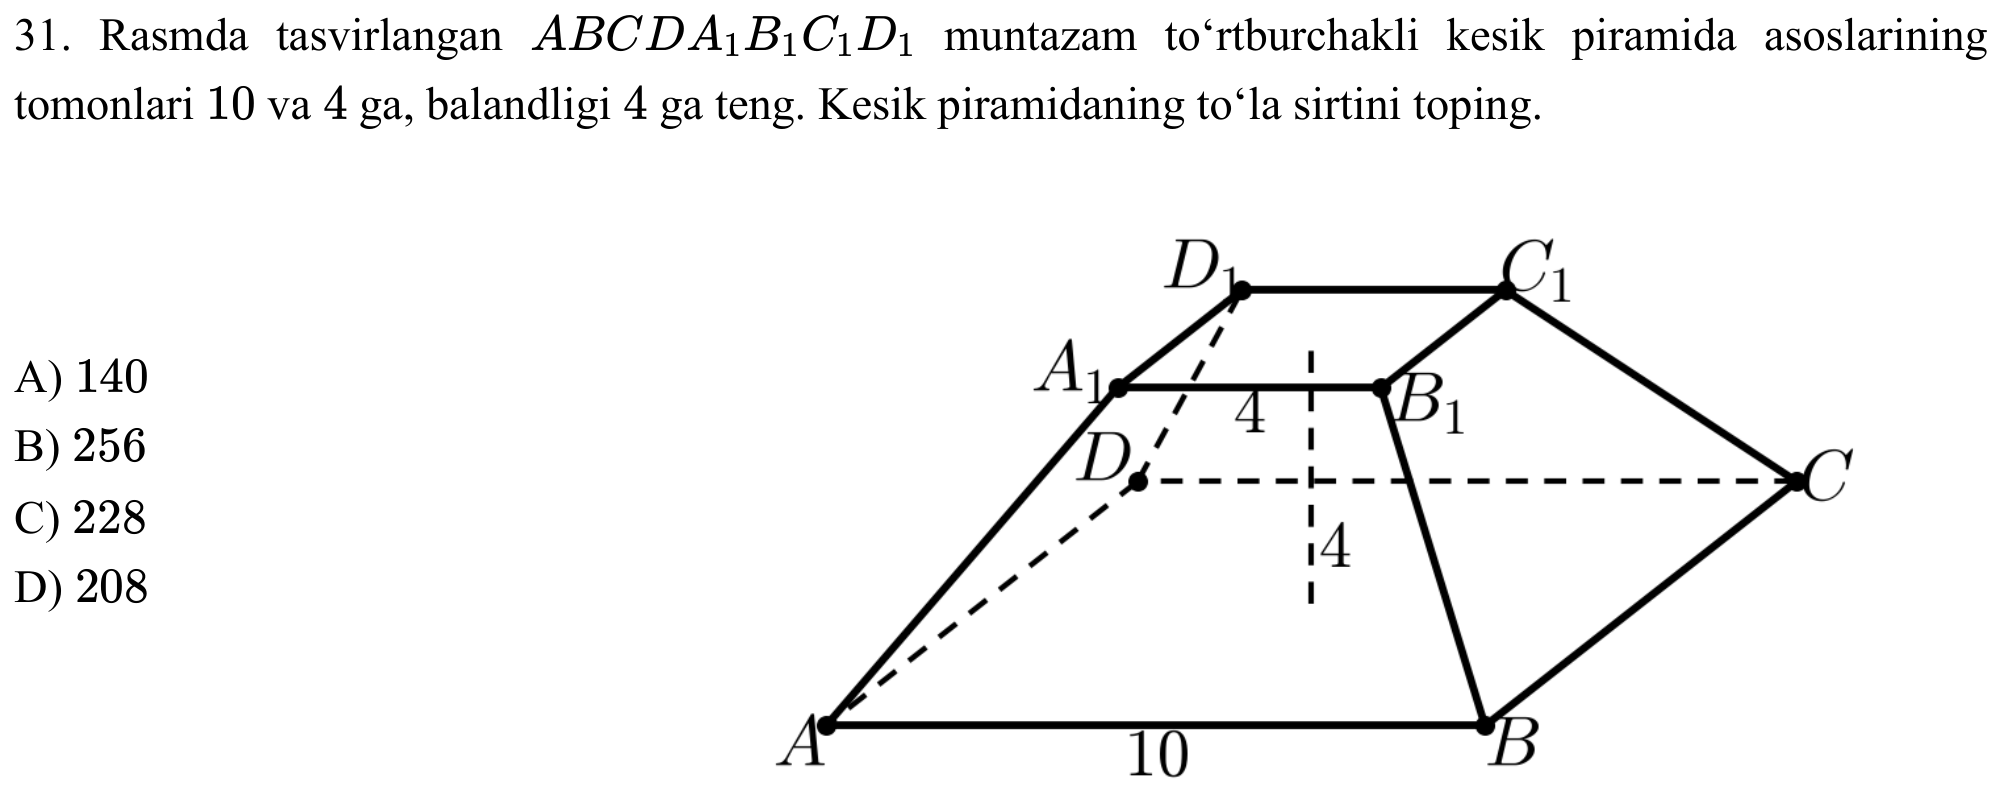 31. Rasmda tasvirlangan ABCDA₁B₁C₁D₁ muntazam to‘rtburchakli kesik piramida asoslarining
tomonlari 10 va 4 ga, balandligi 4 ga teng. Kesik piramidaning to‘la sirtini toping.
A) 140
B) 256
C) 228
D) 208
D₁
C₁
A₁
B₁
4
D
C
4
A
B
10